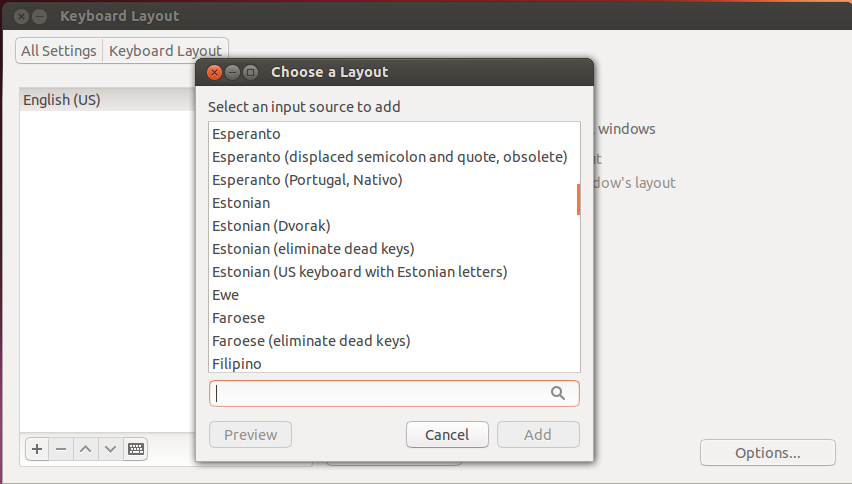 Keyboard Layout
All Settings
Keyboard Layout
English (US)
Choose a Layout
Select an input source to add
Esperanto
Esperanto (displaced semicolon and quote, obsolete)
Esperanto (Portugal, Nativo)
Estonian
Estonian (Dvorak)
Estonian (eliminate dead keys)
Estonian (US keyboard with Estonian letters)
Ewe
Faroese
Faroese (eliminate dead keys)
Filipino
Preview
Cancel
Add
windows
layout
Options...